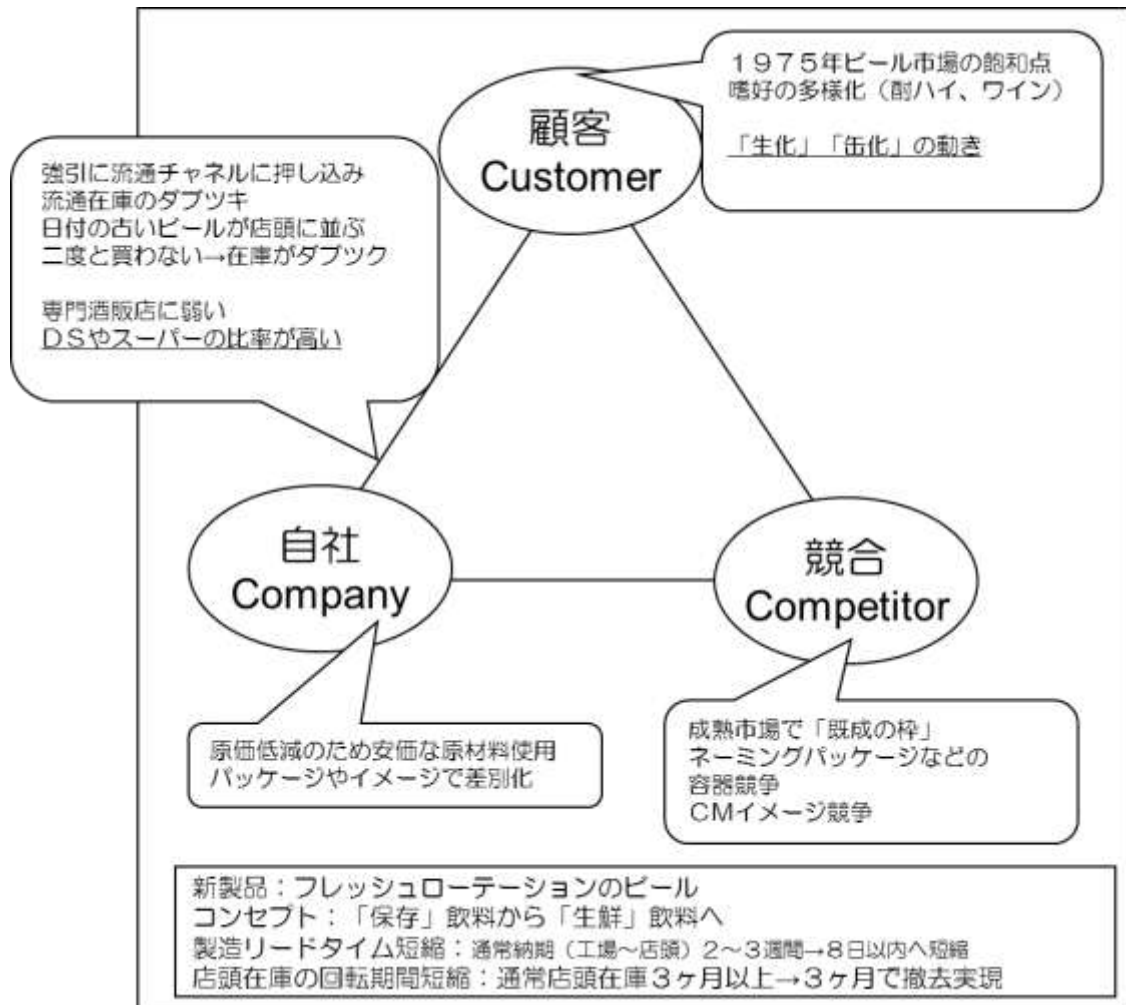 1975年ビール市場の飽和点
嗜好の多様化（酎ハイ、ワイン）
「生化」「缶化」の動き
顧客
Customer
強引に流通チャネルに押し込み
流通在庫のダブツキ
日付の古いビールが店頭に並ぶ
二度と買わない→在庫がダブツク
専門酒販店に弱い
DSやスーパーの比率が高い
自社
Company
競合
Competitor
原価低減のため安価な原材料使用
パッケージやイメージで差別化
成熟市場で「既成の枠」
ネーミングパッケージなどの
容器競争
CMイメージ競争
新製品：フレッシュローテーションのビール
コンセプト：「保存」飲料から「生鮮」飲料へ
製造リードタイム短縮：通常納期（工場～店頭）2～3週間→8日以内へ短縮
店頭在庫の回転期間短縮：通常店頭在庫3ヶ月以上→3ヶ月で撤去実現